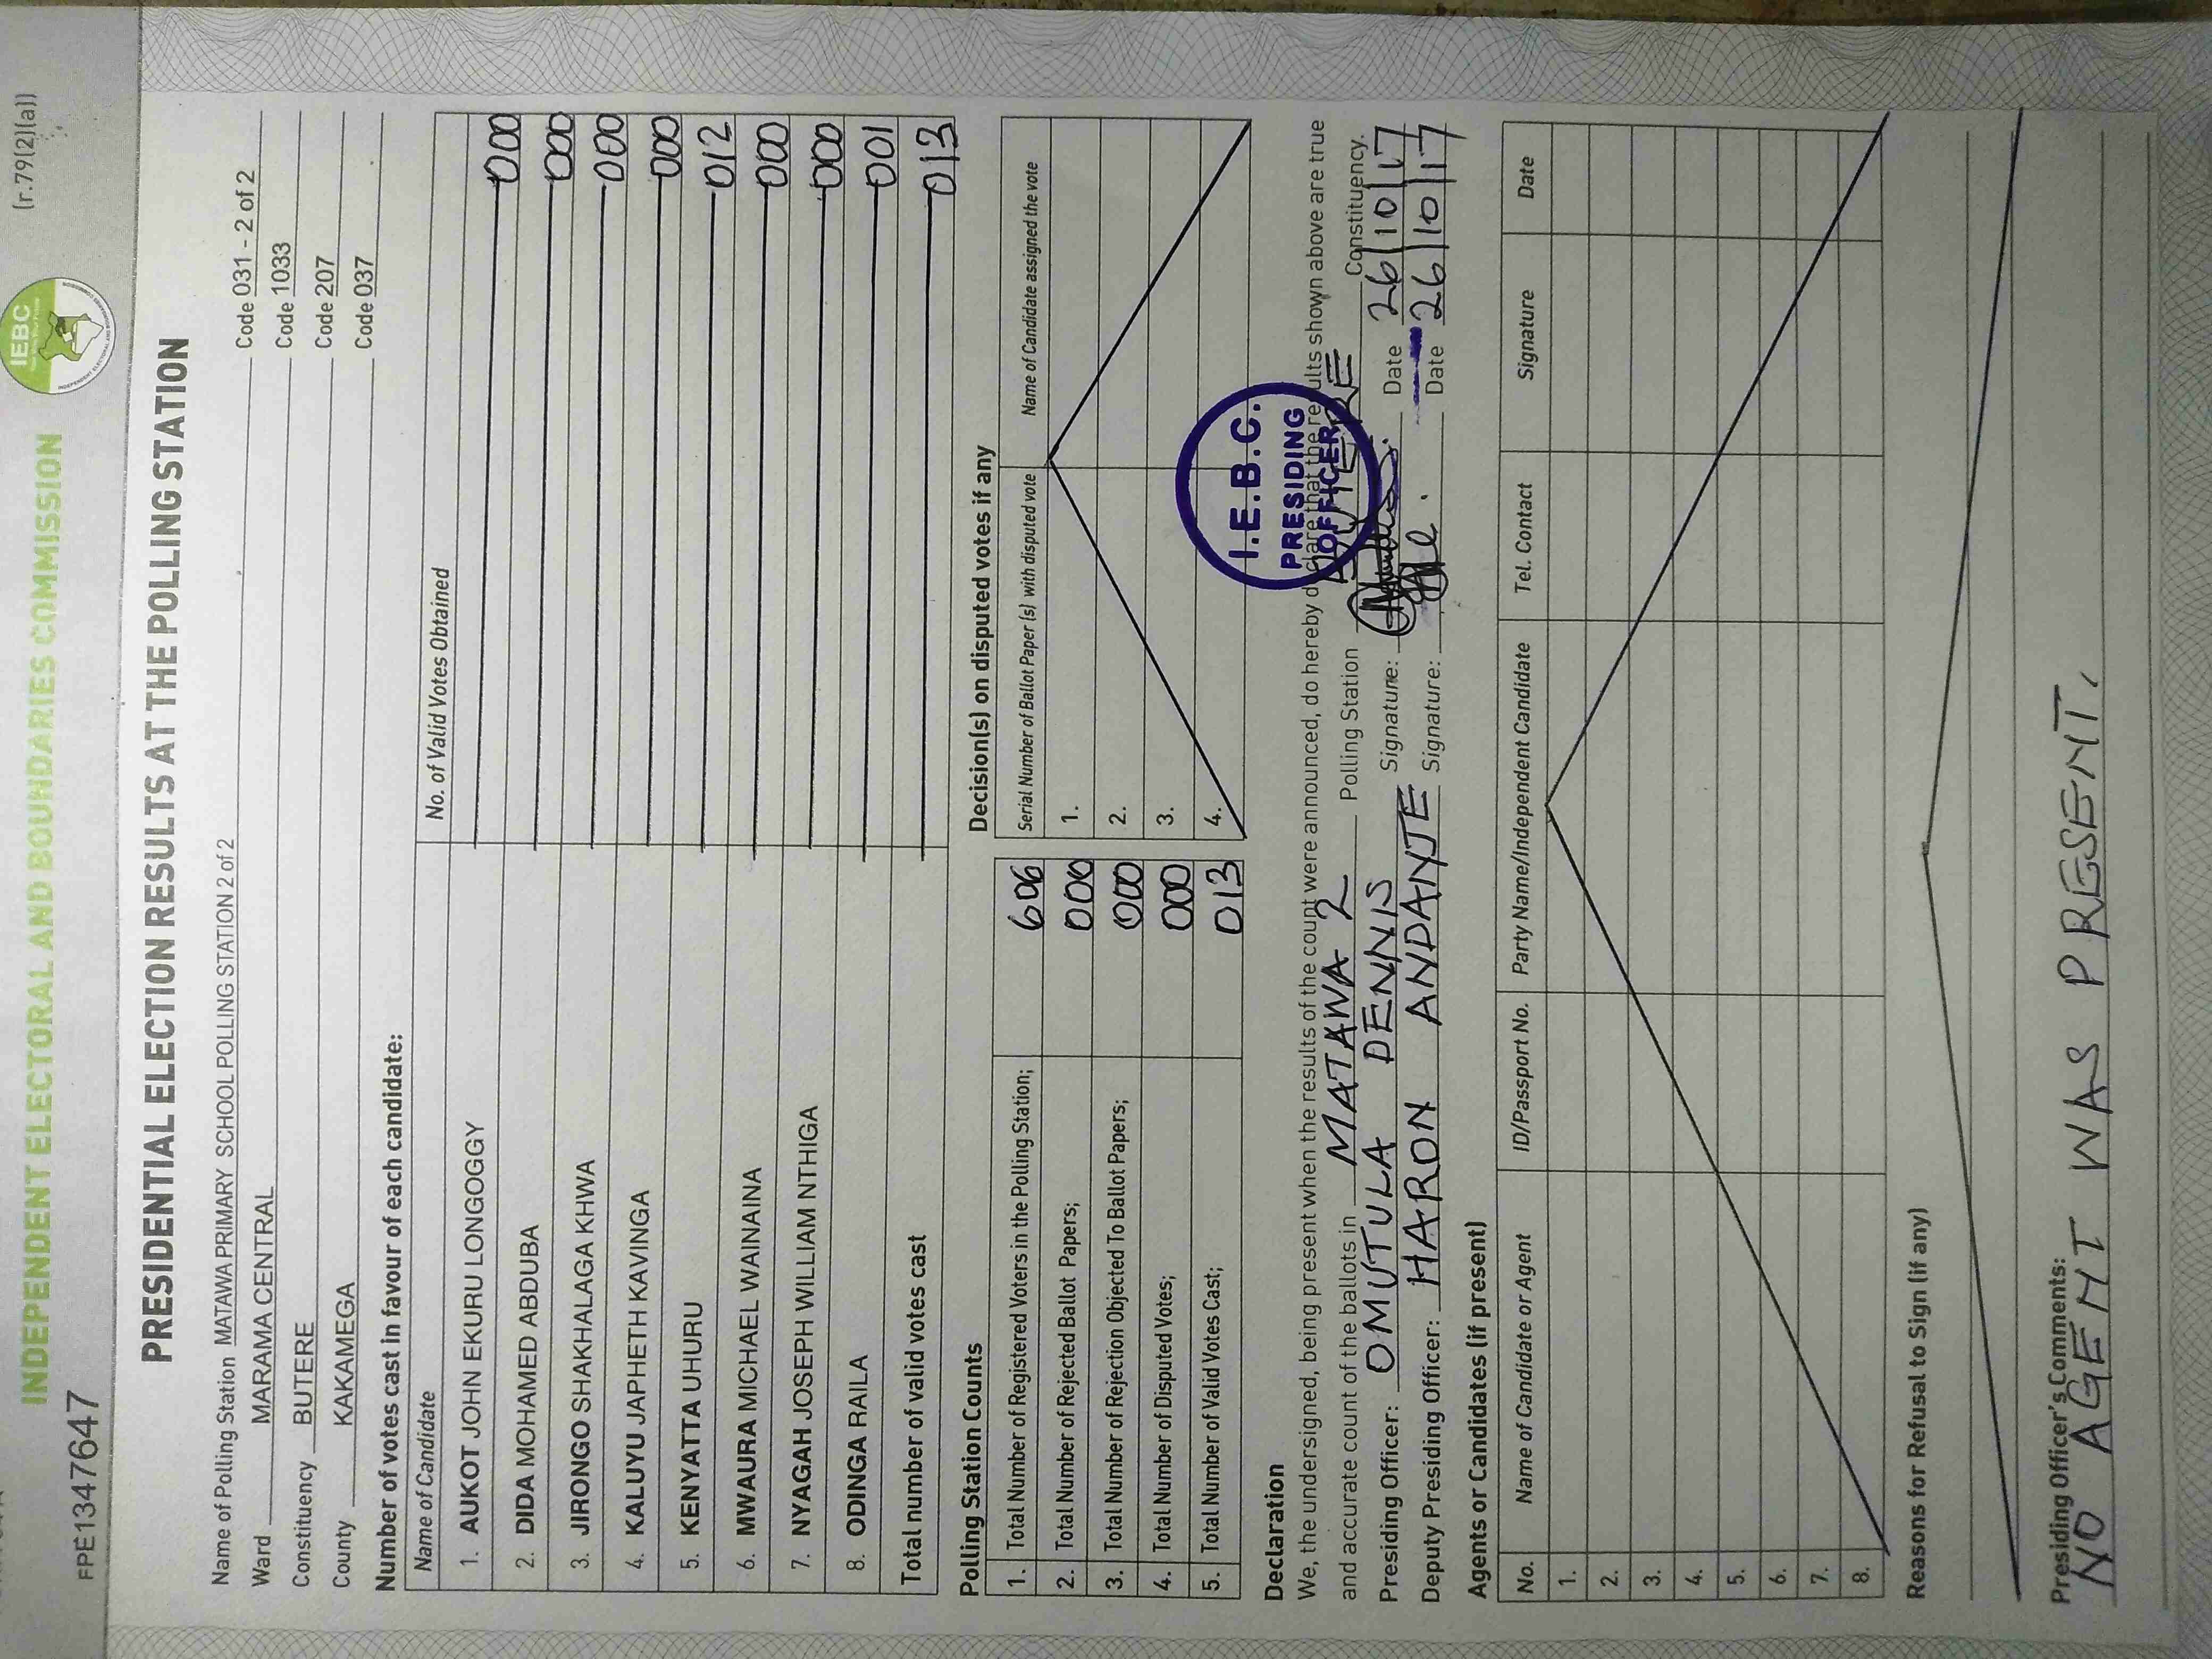 INDEPENDENT ELECTORAL AND BOUNDARIES COMMISSION
IEBC
(r.79(2)(a))
FPE1347647
PRESIDENTIAL ELECTION RESULTS AT THE POLLING STATION
Name of Polling Station MATAWA PRIMARY SCHOOL POLLING STATION 2 of 2 Code 031 - 2 of 2
Ward MARAMA CENTRAL Code 1033
Constituency BUTERE Code 207
County KAKAMEGA Code 037
Number of votes cast in favour of each candidate:
Name of Candidate No. of Valid Votes Obtained
1. AUKOT JOHN EKURU LONGOGGY 000
2. DIDA MOHAMED ABDUBA 000
3. JIRONGO SHAKHALAGA KHWA 000
4. KALUYU JAPHETH KAVINGA 000
5. KENYATTA UHURU 012
6. MWAURA MICHAEL WAINAINA 000
7. NYAGAH JOSEPH WILLIAM NTHIGA 000
8. ODINGA RAILA 001
Total number of valid votes cast 013
Polling Station Counts
1. Total Number of Registered Voters in the Polling Station; 606
2. Total Number of Rejected Ballot Papers; 000
3. Total Number of Rejection Objected To Ballot Papers; 000
4. Total Number of Disputed Votes; 000
5. Total Number of Valid Votes Cast; 013
Decision(s) on disputed votes if any
Serial Number of Ballot Paper (s) with disputed vote Name of Candidate assigned the vote
1.
2.
3.
4.
I.E.B.C.
PRESIDING
OFFICER
Declaration
We, the undersigned, being present when the results of the count were announced, do hereby declare that the results shown above are true
and accurate count of the ballots in MATAWA 2 Polling Station BUTERE Constituency.
Presiding Officer: OMUTULA DENNIS Signature: Date 26/10/17
Deputy Presiding Officer: HARON ANDANJE Signature: Date 26/10/17
Agents or Candidates (if present)
No. Name of Candidate or Agent ID/Passport No. Party Name/Independent Candidate Tel. Contact Signature Date
1.
2.
3.
4.
5.
6.
7.
8.
Reasons for Refusal to Sign (if any)
Presiding Officer's Comments:
NO AGENT WAS PRESENT.